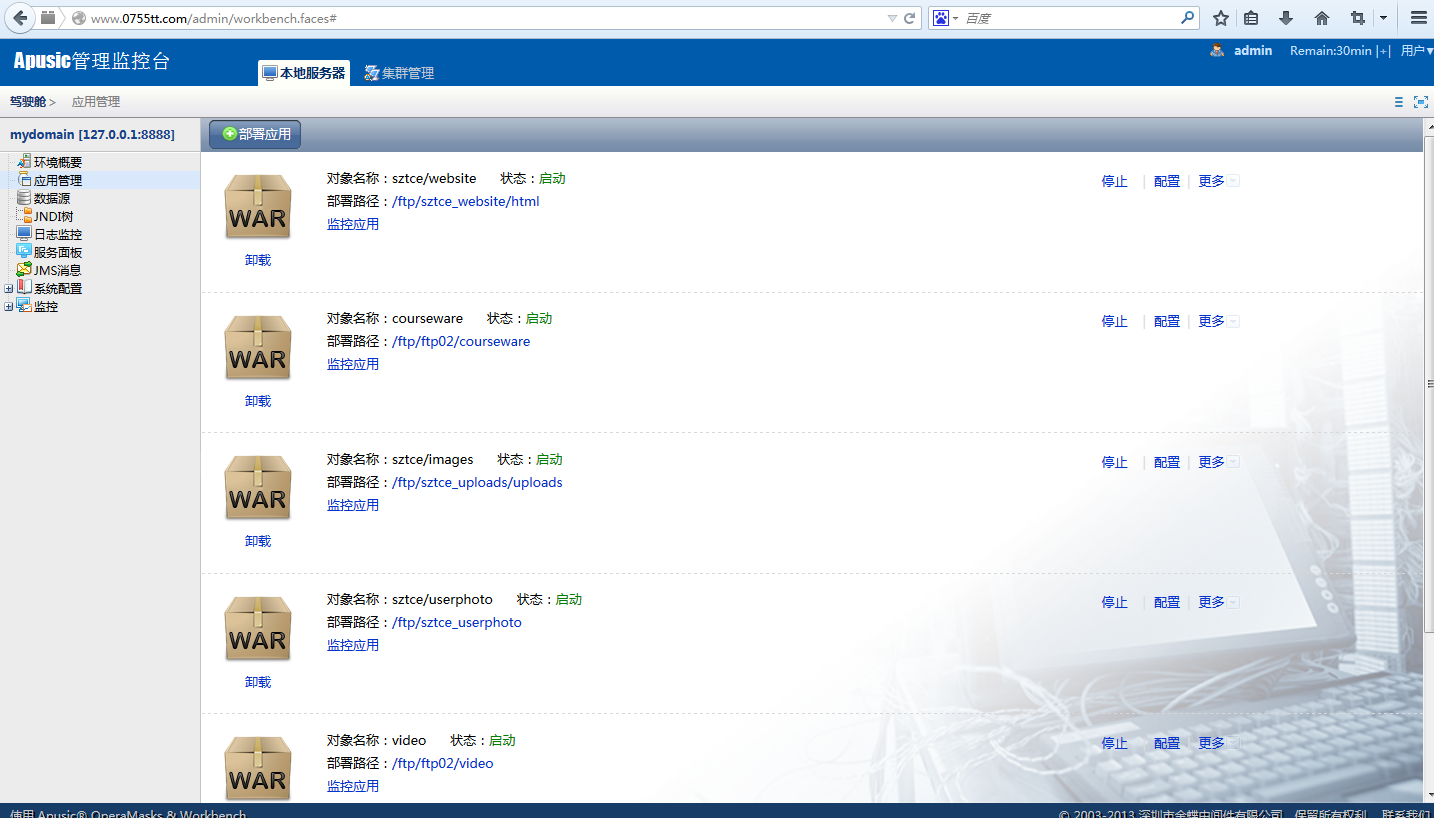 www.0755tt.com/admin/workbench.faces#
百度
Apusic管理监控台
本地服务器
集群管理
admin
Remain:30min |+|
用户
驾驶舱 >
应用管理
mydomain [127.0.0.1:8888]
环境概要
应用管理
数据源
JNDI树
日志监控
服务面板
JMS消息
系统配置
监控
部署应用
WAR
卸载
对象名称：sztce/website 状态：启动
部署路径：/ftp/sztce_website/html
监控应用
停止 | 配置 | 更多
WAR
卸载
对象名称：courseware 状态：启动
部署路径：/ftp/ftp02/courseware
监控应用
停止 | 配置 | 更多
WAR
卸载
对象名称：sztce/images 状态：启动
部署路径：/ftp/sztce_uploads/uploads
监控应用
停止 | 配置 | 更多
WAR
卸载
对象名称：sztce/userphoto 状态：启动
部署路径：/ftp/sztce_userphoto
监控应用
停止 | 配置 | 更多
WAR
对象名称：video 状态：启动
部署路径：/ftp/ftp02/video
监控应用
停止 | 配置 | 更多
使用 Apusic® OperaMasks & Workbench
© 2003-2013 深圳市金蝶中间件有限公司 保留所有权利 联系我们